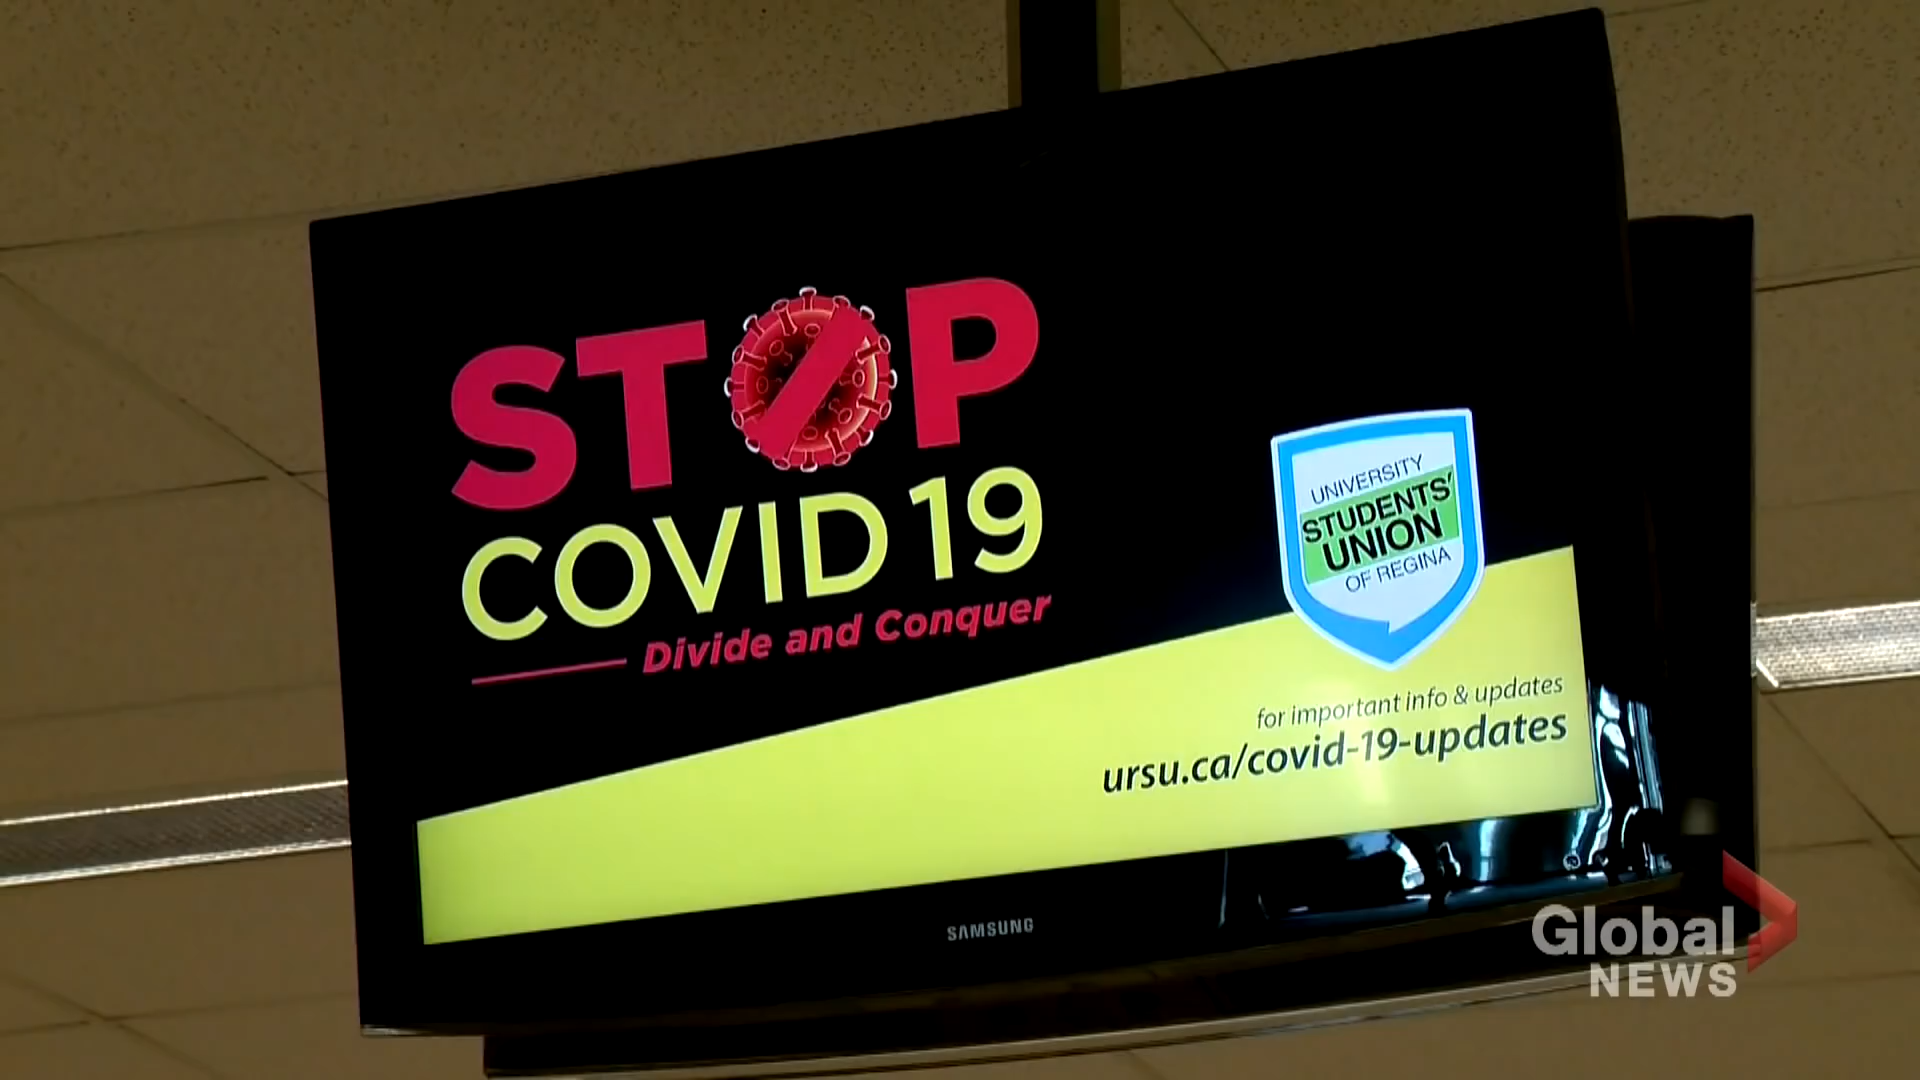 STOP
COVID 19
Divide and Conquer
UNIVERSITY
STUDENTS'
UNION
OF REGINA
for important info & updates
ursu.ca/covid-19-updates
SAMSUNG
Global
NEWS